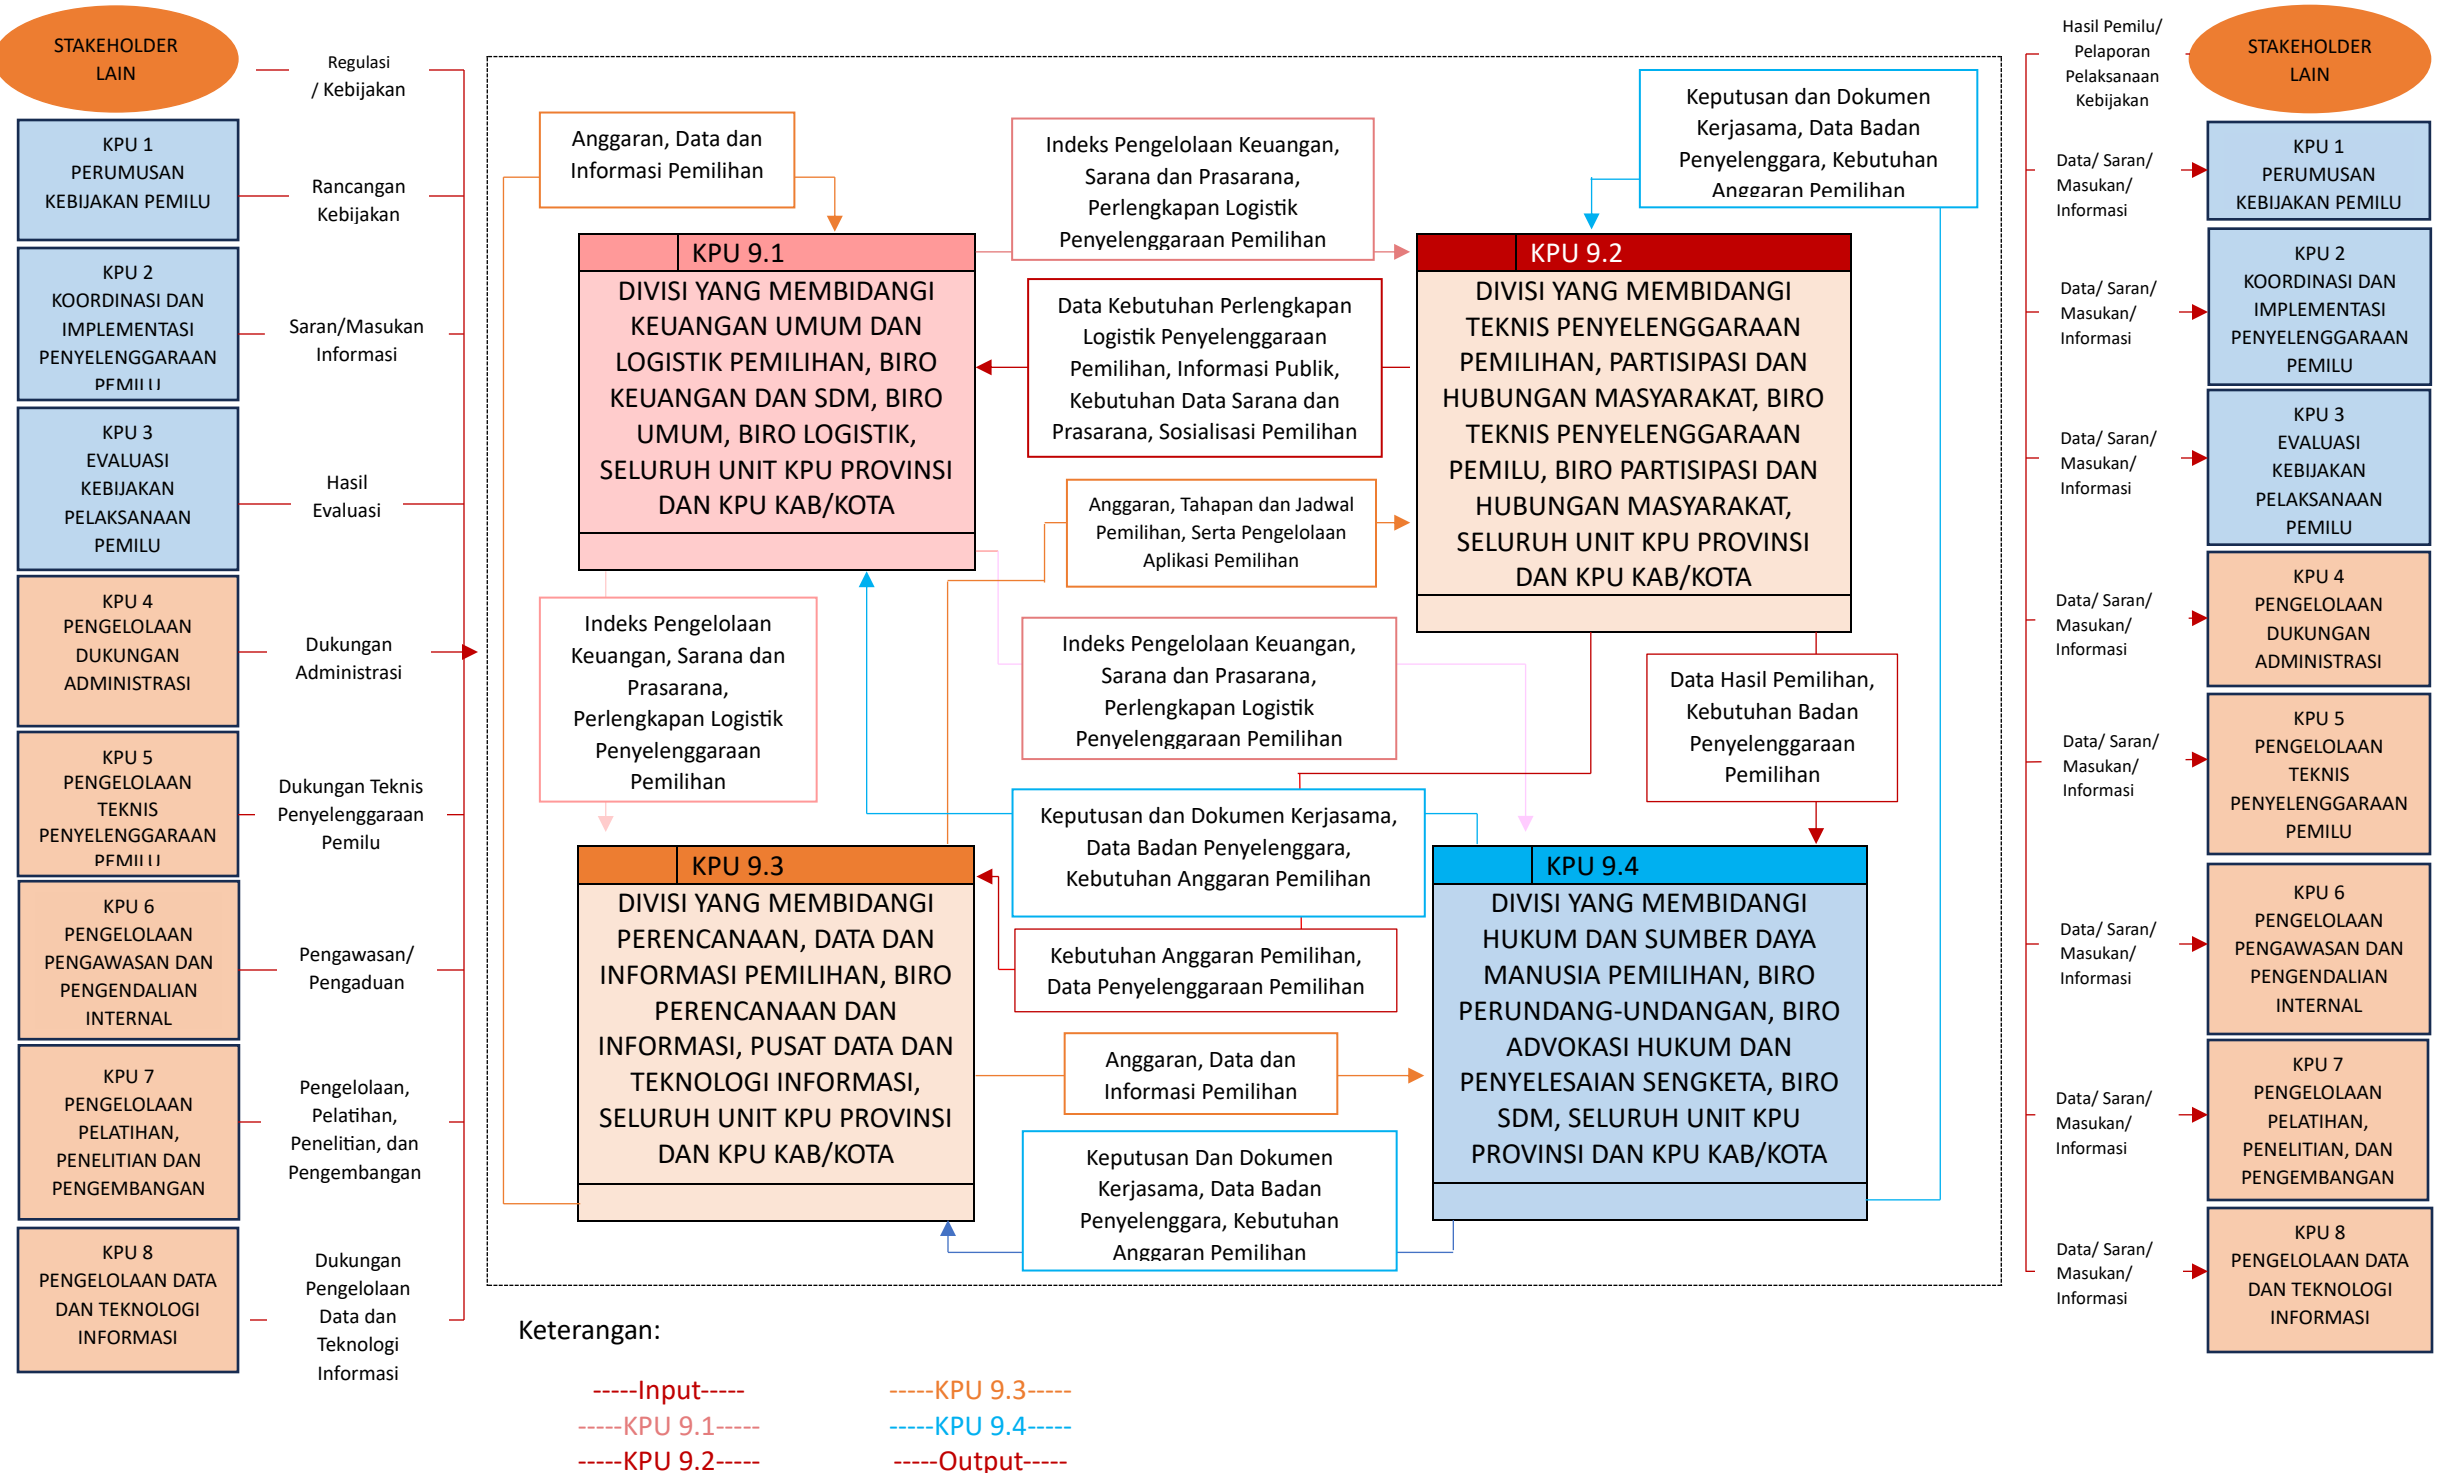 STAKEHOLDER
LAIN
KPU 1
PERUMUSAN
KEBIJAKAN PEMILU
KPU 2
KOORDINASI DAN
IMPLEMENTASI
PENYELENGGARAAN
PEMILU
KPU 3
EVALUASI
KEBIJAKAN
PELAKSANAAN
PEMILU
KPU 4
PENGELOLAAN
DUKUNGAN
ADMINISTRASI
KPU 5
PENGELOLAAN
TEKNIS
PENYELENGGARAAN
PEMILU
KPU 6
PENGELOLAAN
PENGAWASAN DAN
PENGENDALIAN
INTERNAL
KPU 7
PENGELOLAAN
PELATIHAN,
PENELITIAN DAN
PENGEMBANGAN
KPU 8
PENGELOLAAN DATA
DAN TEKNOLOGI
INFORMASI
Regulasi
/ Kebijakan
Rancangan
Kebijakan
Saran/Masukan
Informasi
Hasil
Evaluasi
Dukungan
Administrasi
Dukungan Teknis
Penyelenggaraan
Pemilu
Pengawasan/
Pengaduan
Pengelolaan,
Pelatihan,
Penelitian, dan
Pengembangan
Dukungan
Pengelolaan
Data dan
Teknologi
Informasi
Anggaran, Data dan
Informasi Pemilihan
Indeks Pengelolaan Keuangan,
Sarana dan Prasarana,
Perlengkapan Logistik
Penyelenggaraan Pemilihan
Keputusan dan Dokumen
Kerjasama, Data Badan
Penyelenggara, Kebutuhan
Anggaran Pemilihan
KPU 9.1
DIVISI YANG MEMBIDANGI
KEUANGAN UMUM DAN
LOGISTIK PEMILIHAN, BIRO
KEUANGAN DAN SDM, BIRO
UMUM, BIRO LOGISTIK,
SELURUH UNIT KPU PROVINSI
DAN KPU KAB/KOTA
Data Kebutuhan Perlengkapan
Logistik Penyelenggaraan
Pemilihan, Informasi Publik,
Kebutuhan Data Sarana dan
Prasarana, Sosialisasi Pemilihan
KPU 9.2
DIVISI YANG MEMBIDANGI
TEKNIS PENYELENGGARAAN
PEMILIHAN, PARTISIPASI DAN
HUBUNGAN MASYARAKAT, BIRO
TEKNIS PENYELENGGARAAN
PEMILU, BIRO PARTISIPASI DAN
HUBUNGAN MASYARAKAT,
SELURUH UNIT KPU PROVINSI
DAN KPU KAB/KOTA
Anggaran, Tahapan dan Jadwal
Pemilihan, Serta Pengelolaan
Aplikasi Pemilihan
Indeks Pengelolaan
Keuangan, Sarana dan
Prasarana,
Perlengkapan Logistik
Penyelenggaraan
Pemilihan
Indeks Pengelolaan Keuangan,
Sarana dan Prasarana,
Perlengkapan Logistik
Penyelenggaraan Pemilihan
Data Hasil Pemilihan,
Kebutuhan Badan
Penyelenggaraan
Pemilihan
Keputusan dan Dokumen Kerjasama,
Data Badan Penyelenggara,
Kebutuhan Anggaran Pemilihan
KPU 9.3
DIVISI YANG MEMBIDANGI
PERENCANAAN, DATA DAN
INFORMASI PEMILIHAN, BIRO
PERENCANAAN DAN
INFORMASI, PUSAT DATA DAN
TEKNOLOGI INFORMASI,
SELURUH UNIT KPU PROVINSI
DAN KPU KAB/KOTA
Kebutuhan Anggaran Pemilihan,
Data Penyelenggaraan Pemilihan
Anggaran, Data dan
Informasi Pemilihan
Keputusan Dan Dokumen
Kerjasama, Data Badan
Penyelenggara, Kebutuhan
Anggaran Pemilihan
KPU 9.4
DIVISI YANG MEMBIDANGI
HUKUM DAN SUMBER DAYA
MANUSIA PEMILIHAN, BIRO
PERUNDANG-UNDANGAN, BIRO
ADVOKASI HUKUM DAN
PENYELESAIAN SENGKETA, BIRO
SDM, SELURUH UNIT KPU
PROVINSI DAN KPU KAB/KOTA
Hasil Pemilu/
Pelaporan
Pelaksanaan
Kebijakan
Data/ Saran/
Masukan/
Informasi
Data/ Saran/
Masukan/
Informasi
Data/ Saran/
Masukan/
Informasi
Data/ Saran/
Masukan/
Informasi
Data/ Saran/
Masukan/
Informasi
Data/ Saran/
Masukan/
Informasi
Data/ Saran/
Masukan/
Informasi
Data/ Saran/
Masukan/
Informasi
STAKEHOLDER
LAIN
KPU 1
PERUMUSAN
KEBIJAKAN PEMILU
KPU 2
KOORDINASI DAN
IMPLEMENTASI
PENYELENGGARAAN
PEMILU
KPU 3
EVALUASI
KEBIJAKAN
PELAKSANAAN
PEMILU
KPU 4
PENGELOLAAN
DUKUNGAN
ADMINISTRASI
KPU 5
PENGELOLAAN
TEKNIS
PENYELENGGARAAN
PEMILU
KPU 6
PENGELOLAAN
PENGAWASAN DAN
PENGENDALIAN
INTERNAL
KPU 7
PENGELOLAAN
PELATIHAN,
PENELITIAN, DAN
PENGEMBANGAN
KPU 8
PENGELOLAAN DATA
DAN TEKNOLOGI
INFORMASI
Keterangan:
-----Input-----
-----KPU 9.1-----
-----KPU 9.2-----
-----KPU 9.3-----
-----KPU 9.4-----
-----Output-----